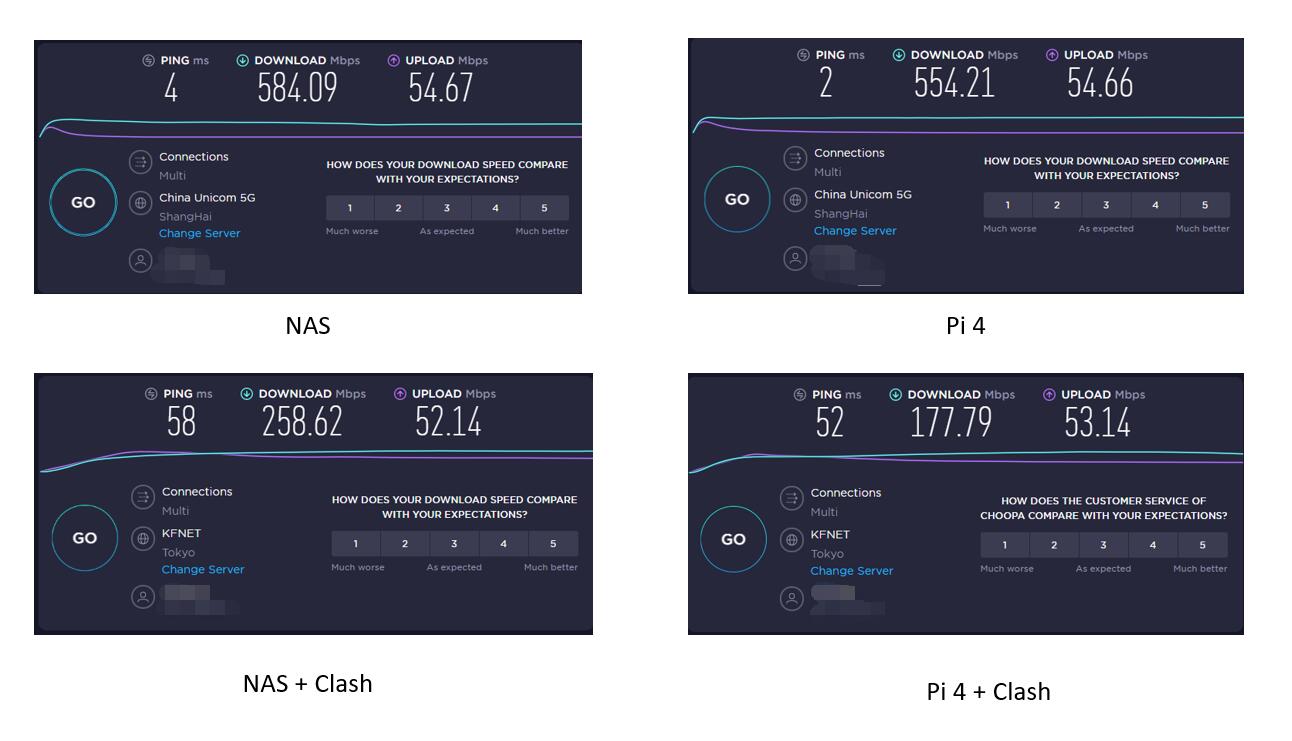 PING ms DOWNLOAD Mbps UPLOAD Mbps
4 584.09 54.67
Connections
Multi
China Unicom 5G
ShangHai
Change Server
GO
HOW DOES YOUR DOWNLOAD SPEED COMPARE
WITH YOUR EXPECTATIONS?
1 2 3 4 5
Much worse As expected Much better
NAS
PING ms DOWNLOAD Mbps UPLOAD Mbps
2 554.21 54.66
Connections
Multi
China Unicom 5G
ShangHai
Change Server
GO
HOW DOES YOUR DOWNLOAD SPEED COMPARE
WITH YOUR EXPECTATIONS?
1 2 3 4 5
Much worse As expected Much better
Pi 4
PING ms DOWNLOAD Mbps UPLOAD Mbps
58 258.62 52.14
Connections
Multi
KFNET
Tokyo
Change Server
GO
HOW DOES YOUR DOWNLOAD SPEED COMPARE
WITH YOUR EXPECTATIONS?
1 2 3 4 5
Much worse As expected Much better
NAS + Clash
PING ms DOWNLOAD Mbps UPLOAD Mbps
52 177.79 53.14
Connections
Multi
KFNET
Tokyo
Change Server
GO
HOW DOES THE CUSTOMER SERVICE OF
CHOOPA COMPARE WITH YOUR EXPECTATIONS?
1 2 3 4 5
Much worse As expected Much better
Pi 4 + Clash